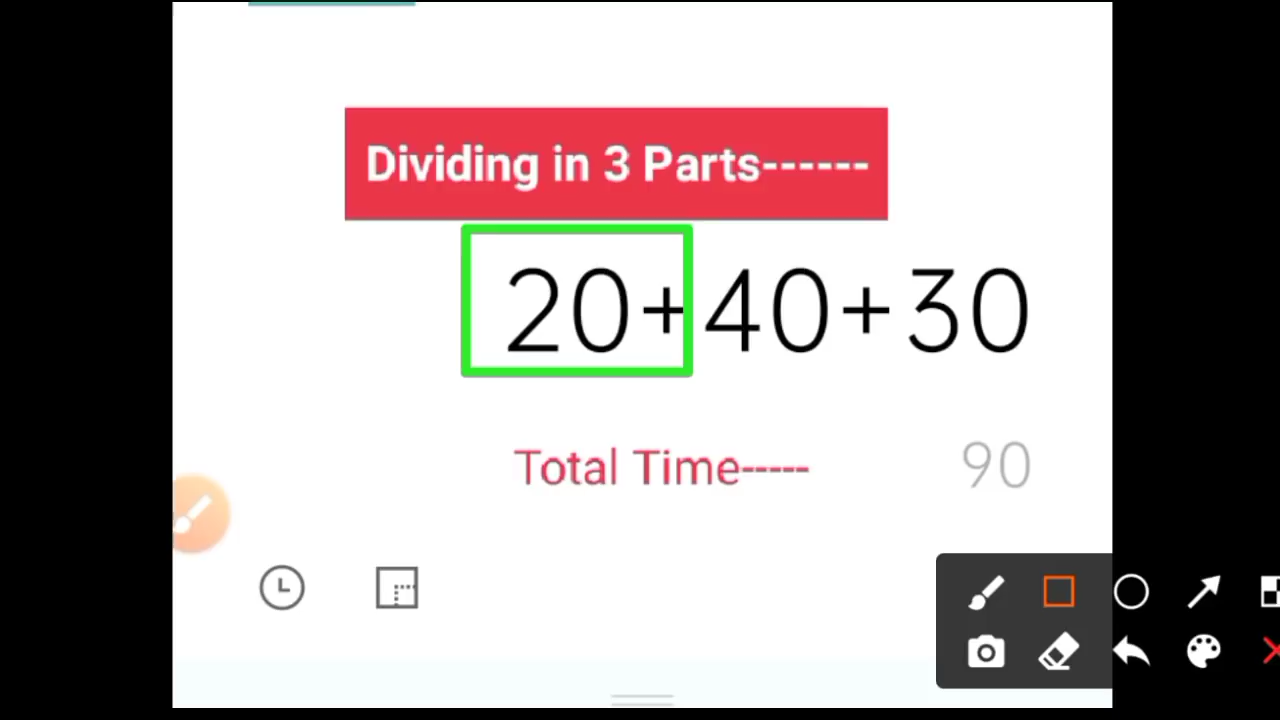 Dividing in 3 Parts------
20+40+30
Total Time----- 90